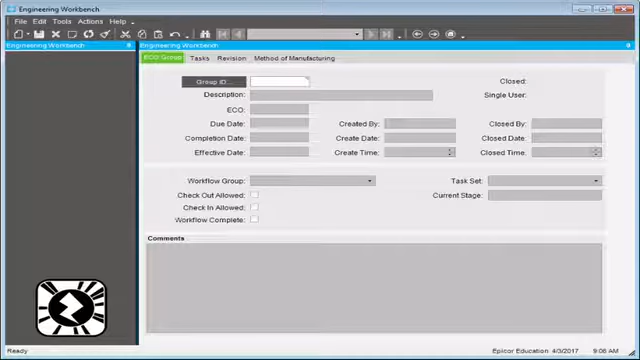 Engineering Workbench
File Edit Tools Actions Help
Engineering Workbench
Engineering Workbench
ECO Group Tasks Revision Method of Manufacturing
Group ID... Closed:
Description: Single User:
ECO:
Due Date: Created By: Closed By:
Completion Date: Create Date: Closed Date:
Effective Date: Create Time: Closed Time:
Workflow Group: Task Set:
Check Out Allowed: Current Stage:
Check In Allowed:
Workflow Complete:
Comments
Ready Epicor Education 4/3/2017 9:06 AM